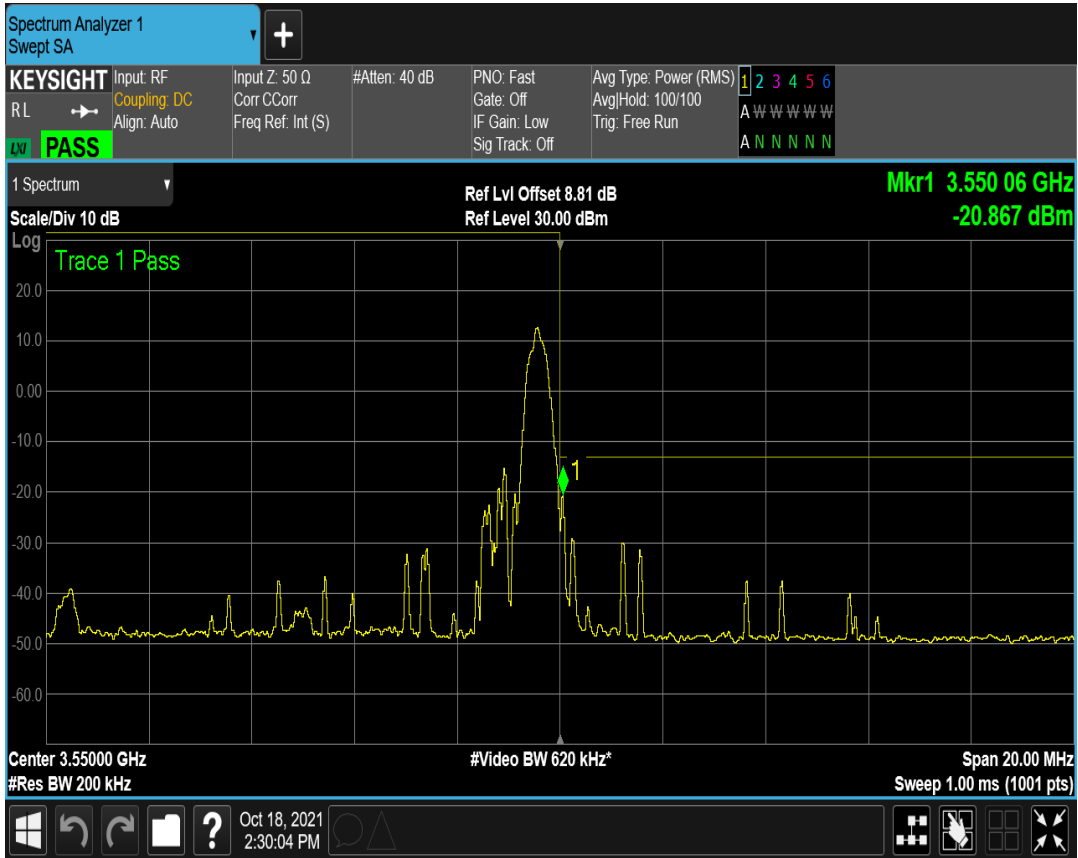 Spectrum Analyzer 1
Swept SA
+
KEYSIGHT
R L
LXI
PASS
Input: RF
Coupling: DC
Align: Auto
Input Z: 50 Ω
Corr CCorr
Freq Ref: Int (S)
#Atten: 40 dB
PNO: Fast
Gate: Off
IF Gain: Low
Sig Track: Off
Avg Type: Power (RMS)
Avg|Hold: 100/100
Trig: Free Run
1 2 3 4 5 6
A W W W W W
A N N N N N
1 Spectrum
Scale/Div 10 dB
Ref Lvl Offset 8.81 dB
Ref Level 30.00 dBm
Mkr1 3.550 06 GHz
-20.867 dBm
Log
Trace 1 Pass
20.0
10.0
0.00
-10.0
1
-20.0
-30.0
-40.0
-50.0
-60.0
Center 3.55000 GHz
#Res BW 200 kHz
#Video BW 620 kHz*
Span 20.00 MHz
Sweep 1.00 ms (1001 pts)
?
Oct 18, 2021
2:30:04 PM